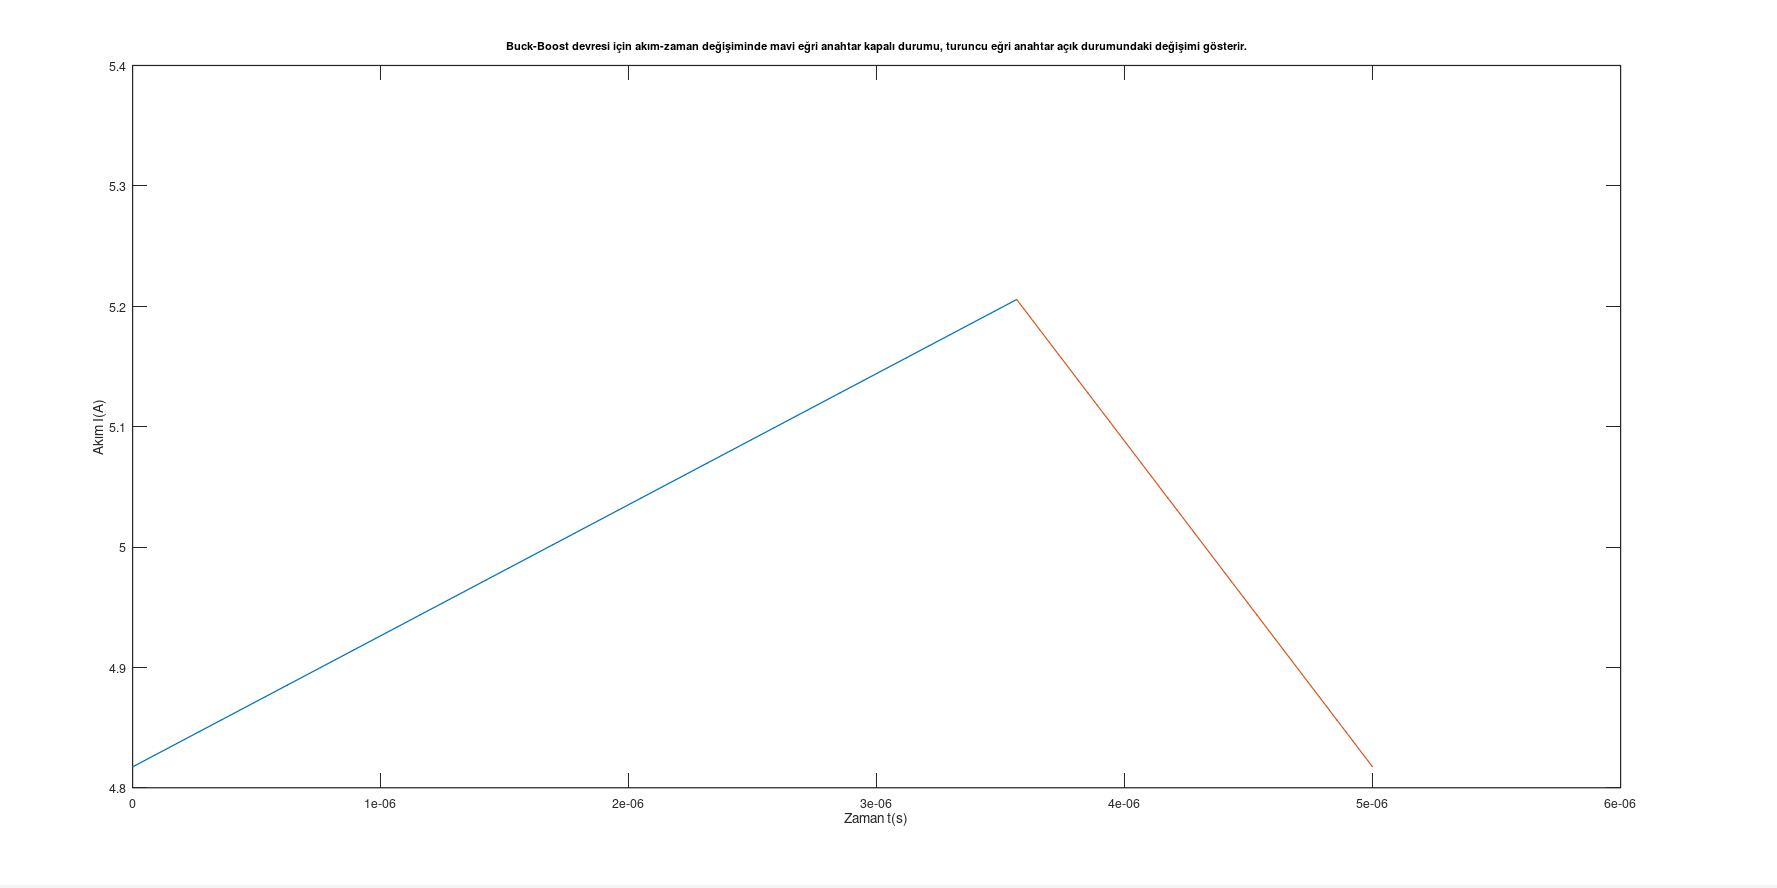 Buck-Boost devresi için akım-zaman değişiminde mavi eğri anahtar kapalı durumu, turuncu eğri anahtar açık durumundaki değişimi gösterir.
5.4
5.3
5.2
5.1
5
4.9
4.8
Akım I(A)
0 1e-06 2e-06 3e-06 4e-06 5e-06 6e-06
Zaman t(s)